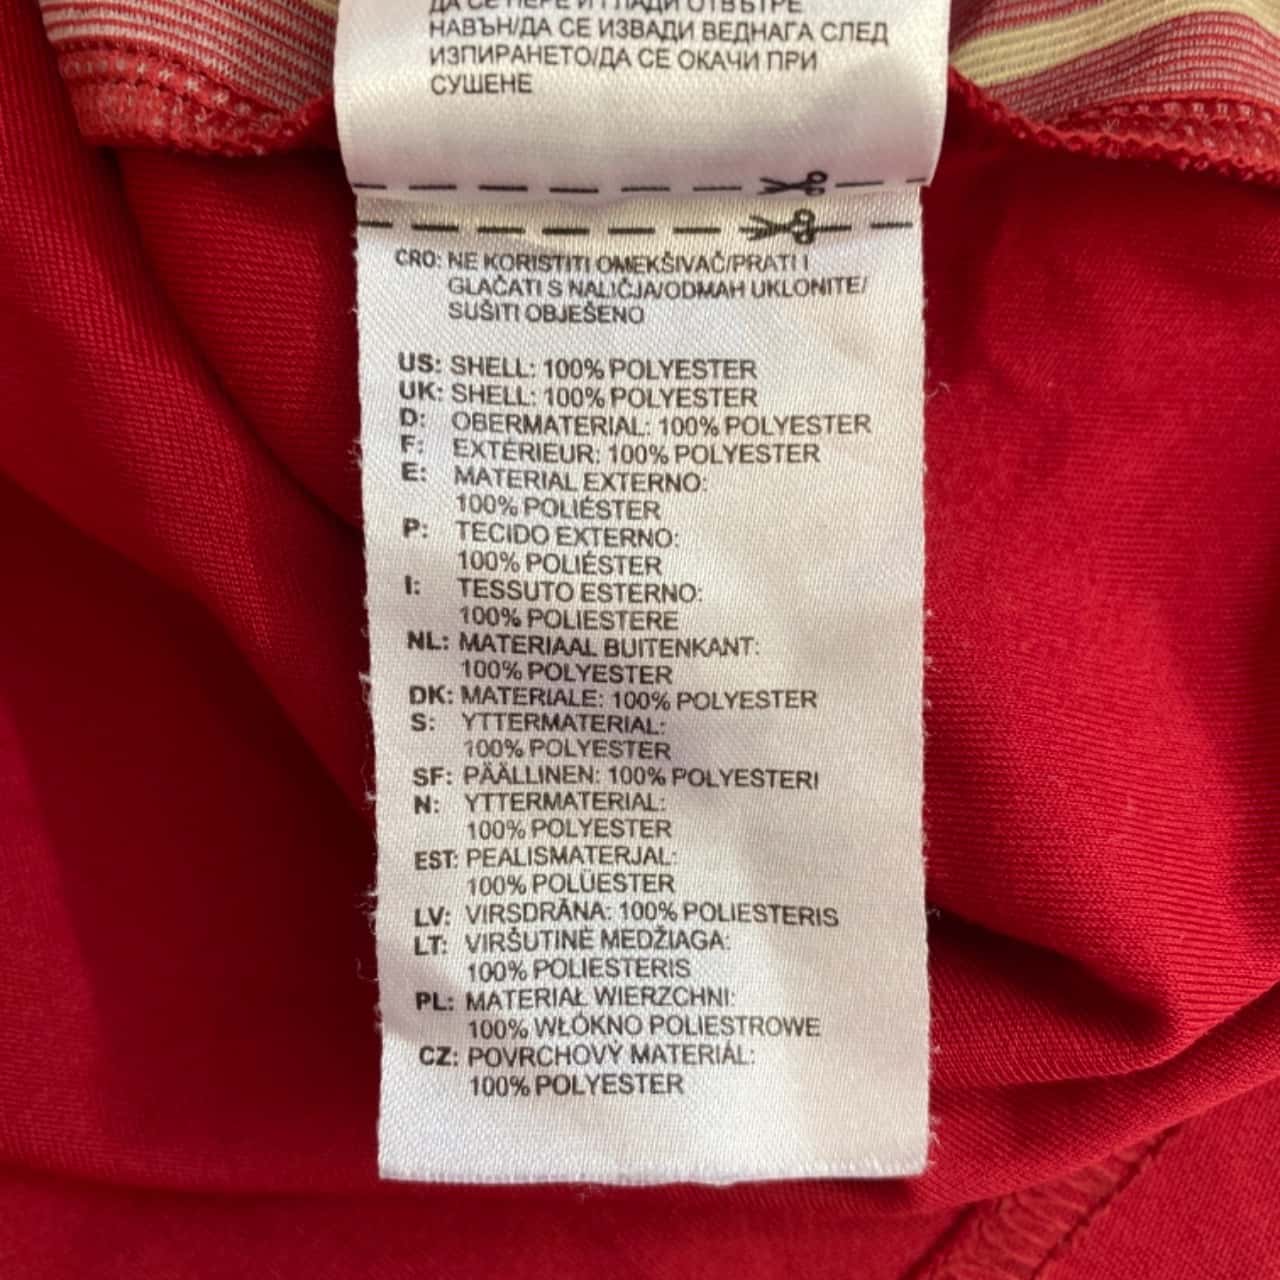 ДА СЕ ПЕРЕ И ГЛАДИ ОТВЪТРЕ
НАВЪН/ДА СЕ ИЗВАДИ ВЕДНАГА СЛЕД
ИЗПИРАНЕТО/ДА СЕ ОКАЧИ ПРИ
СУШЕНЕ
CRO: NE KORISTITI OMEKŠIVAČ/PRATI I
GLAČATI S NALIČJA/ODMAH UKLONITE/
SUŠITI OBJEŠENO
US: SHELL: 100% POLYESTER
UK: SHELL: 100% POLYESTER
D: OBERMATERIAL: 100% POLYESTER
F: EXTÉRIEUR: 100% POLYESTER
E: MATERIAL EXTERNO:
100% POLIÉSTER
P: TECIDO EXTERNO:
100% POLIÉSTER
I: TESSUTO ESTERNO:
100% POLIESTERE
NL: MATERIAAL BUITENKANT:
100% POLYESTER
DK: MATERIALE: 100% POLYESTER
S: YTTERMATERIAL:
100% POLYESTER
SF: PÄÄLLINEN: 100% POLYESTERI
N: YTTERMATERIAL:
100% POLYESTER
EST: PEALISMATERJAL:
100% POLÜESTER
LV: VIRSDRĀNA: 100% POLIESTERIS
LT: VIRŠUTINĖ MEDŽIAGA:
100% POLIESTERIS
PL: MATERIAŁ WIERZCHNI:
100% WŁÓKNO POLIESTROWE
CZ: POVRCHOVÝ MATERIÁL:
100% POLYESTER